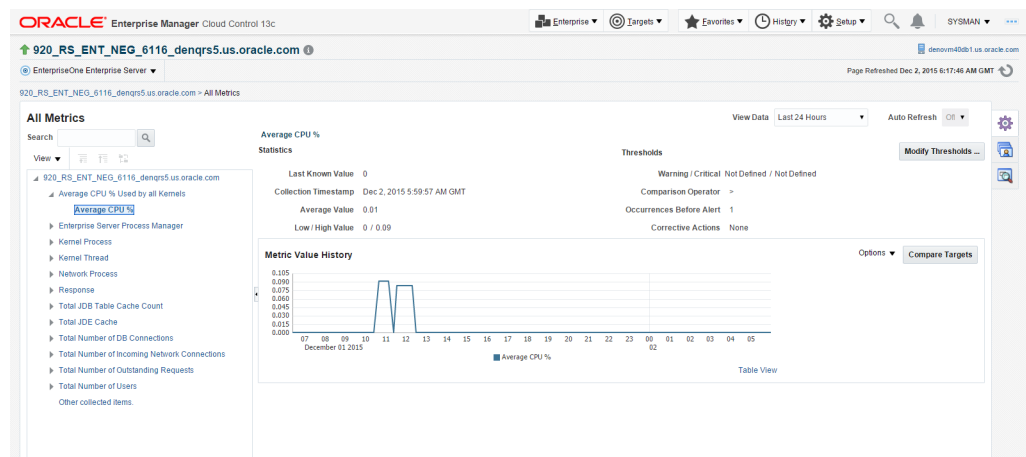 ORACLE® Enterprise Manager Cloud Control 13c
Enterprise ▼ Targets ▼ Favorites ▼ History ▼ Setup ▼ SYSMAN ▼
920_RS_ENT_NEG_6116_denqrs5.us.oracle.com
denovm40db1.us.oracle.com
EnterpriseOne Enterprise Server ▼
Page Refreshed Dec 2, 2015 6:17:46 AM GMT
920_RS_ENT_NEG_6116_denqrs5.us.oracle.com > All Metrics
All Metrics
View Data Last 24 Hours Auto Refresh Off
Search
View ▼
920_RS_ENT_NEG_6116_denqrs5.us.oracle.com
Average CPU % Used by all Kernels
Average CPU %
Enterprise Server Process Manager
Kernel Process
Kernel Thread
Network Process
Response
Total JDB Table Cache Count
Total JDE Cache
Total Number of DB Connections
Total Number of Incoming Network Connections
Total Number of Outstanding Requests
Total Number of Users
Other collected items.
Average CPU %
Statistics
Last Known Value 0
Collection Timestamp Dec 2, 2015 5:59:57 AM GMT
Average Value 0.01
Low / High Value 0 / 0.09
Thresholds
Modify Thresholds ...
Warning / Critical Not Defined / Not Defined
Comparison Operator >
Occurrences Before Alert 1
Corrective Actions None
Metric Value History
Options ▼ Compare Targets
0.105
0.090
0.075
0.060
0.045
0.030
0.015
0.000
07 08 09 10 11 12 13 14 15 16 17 18 19 20 21 22 23 00 01 02 03 04 05
December 01 2015 02
Average CPU %
Table View